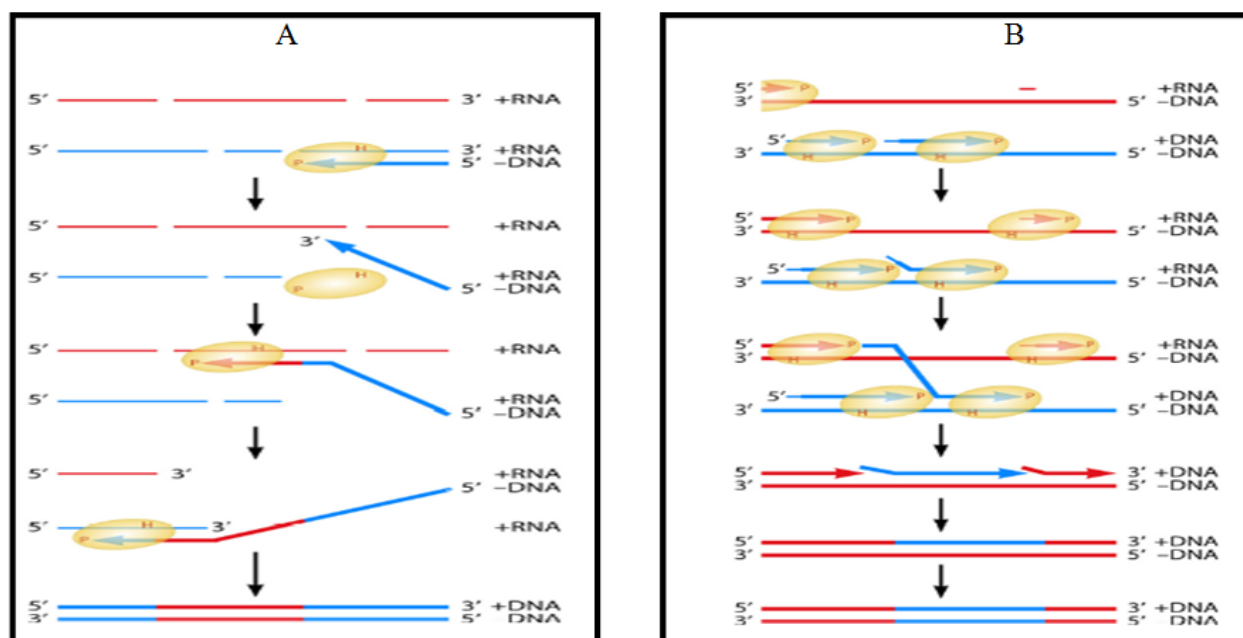 A
5′ 3′ +RNA
5′ H 3′ +RNA
P 5′ −DNA
5′ +RNA
3′
5′ H +RNA
P 5′ −DNA
5′ H +RNA
P
5′ +RNA
5′ −DNA
5′ 3′ +RNA
5′ −DNA
5′ H 3′ +RNA
P
5′ 3′ +DNA
3′ 5′ −DNA
B
5′ P +RNA
3′ 5′ −DNA
5′ P P +DNA
3′ H H −DNA
5′ P P +RNA
3′ H H 5′ −DNA
5′ P P +RNA
3′ H H 5′ −DNA
5′ P P +RNA
3′ H H 5′ −DNA
5′ P P +DNA
3′ H H 5′ −DNA
5′ 3′ +DNA
3′ 5′ −DNA
5′ 3′ +DNA
3′ 5′ −DNA
5′ 3′ +DNA
3′ 5′ −DNA